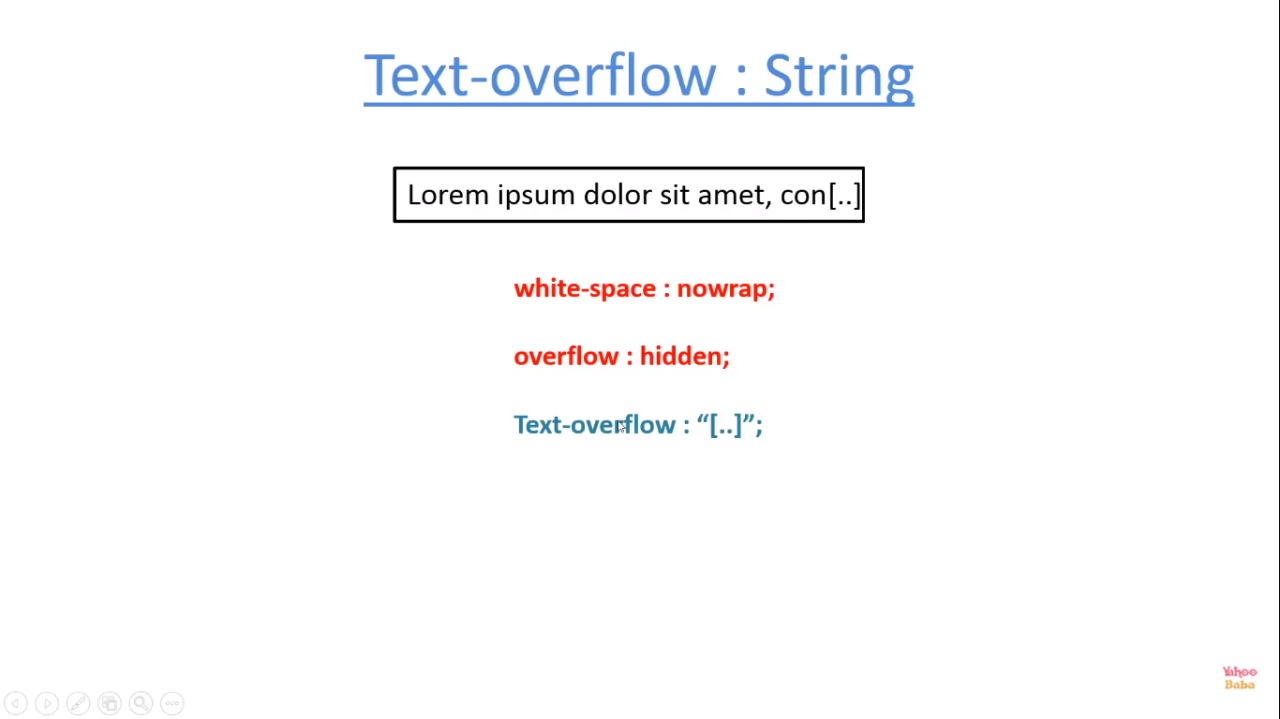 Text-overflow : String
Lorem ipsum dolor sit amet, con[..]
white-space : nowrap;
overflow : hidden;
Text-overflow : “[..]”;
Yahoo
Baba